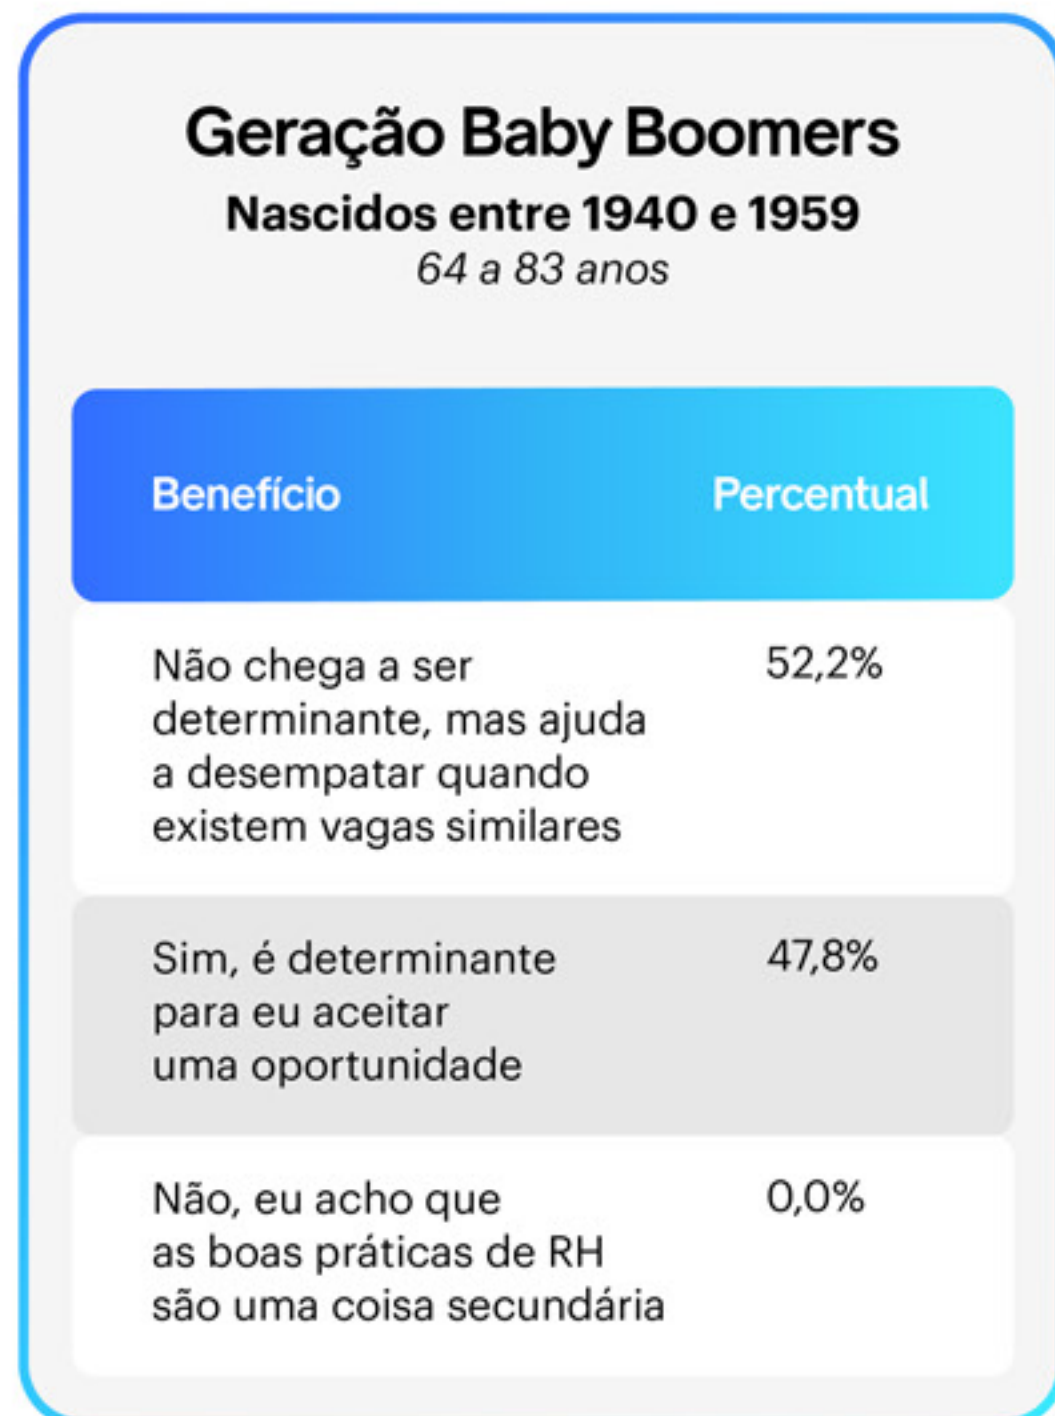 Geração Baby Boomers
Nascidos entre 1940 e 1959
64 a 83 anos
Benefício Percentual
Não chega a ser 52,2%
determinante, mas ajuda
a desempatar quando
existem vagas similares
Sim, é determinante 47,8%
para eu aceitar
uma oportunidade
Não, eu acho que 0,0%
as boas práticas de RH
são uma coisa secundária